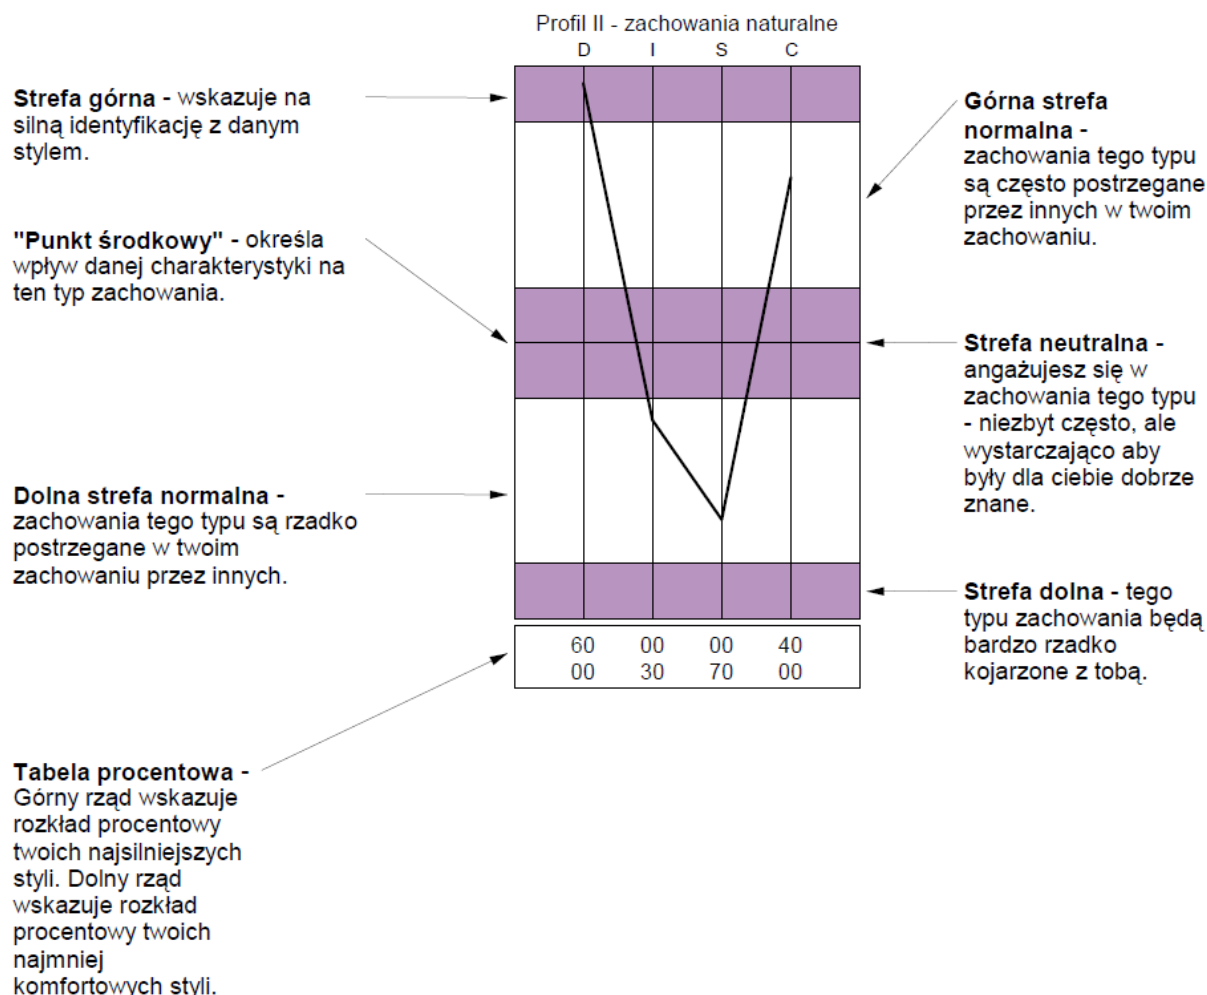 Profil II - zachowania naturalne
D I S C
Strefa górna - wskazuje na
silną identyfikację z danym
stylem.
"Punkt środkowy" - określa
wpływ danej charakterystyki na
ten typ zachowania.
Dolna strefa normalna -
zachowania tego typu są rzadko
postrzegane w twoim
zachowaniu przez innych.
Tabela procentowa -
Górny rząd wskazuje
rozkład procentowy
twoich najsilniejszych
styli. Dolny rząd
wskazuje rozkład
procentowy twoich
najmniej
komfortowych styli.
60 00 00 40
00 30 70 00
Górna strefa
normalna -
zachowania tego typu
są często postrzegane
przez innych w twoim
zachowaniu.
Strefa neutralna -
angażujesz się w
zachowania tego typu
- niezbyt często, ale
wystarczająco aby
były dla ciebie dobrze
znane.
Strefa dolna - tego
typu zachowania będą
bardzo rzadko
kojarzone z tobą.